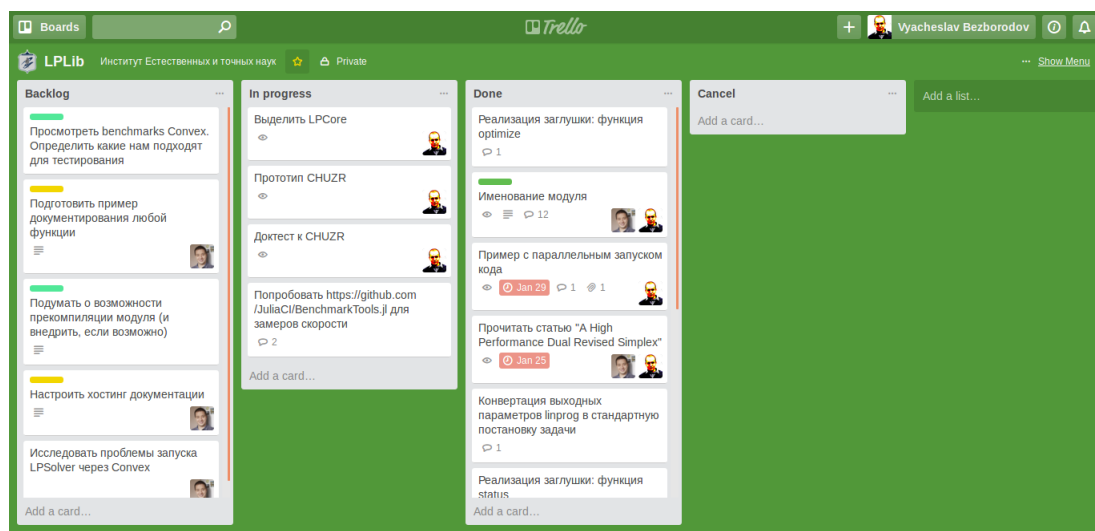 Boards
Trello
Vyacheslav Bezborodov
LPLib
Институт Естественных и точных наук
Private
... Show Menu
Backlog ...
Просмотреть benchmarks Convex.
Определить какие нам подходят
для тестирования
Подготовить пример
документирования любой
функции
Подумать о возможности
прекомпиляции модуля (и
внедрить, если возможно)
Настроить хостинг документации
Исследовать проблемы запуска
LPSolver через Convex
Add a card…
In progress ...
Выделить LPCore
Прототип CHUZR
Доктест к CHUZR
Попробовать https://github.com
/JuliaCI/BenchmarkTools.jl для
замеров скорости
2
Add a card…
Done ...
Реализация заглушки: функция
optimize
1
Именование модуля
12
Пример с параллельным запуском
кода
Jan 29 1 1
Прочитать статью "A High
Performance Dual Revised Simplex"
Jan 25
Конвертация выходных
параметров linprog в стандартную
постановку задачи
1
Реализация заглушки: функция
status
Add a card…
Cancel ...
Add a card…
Add a list…